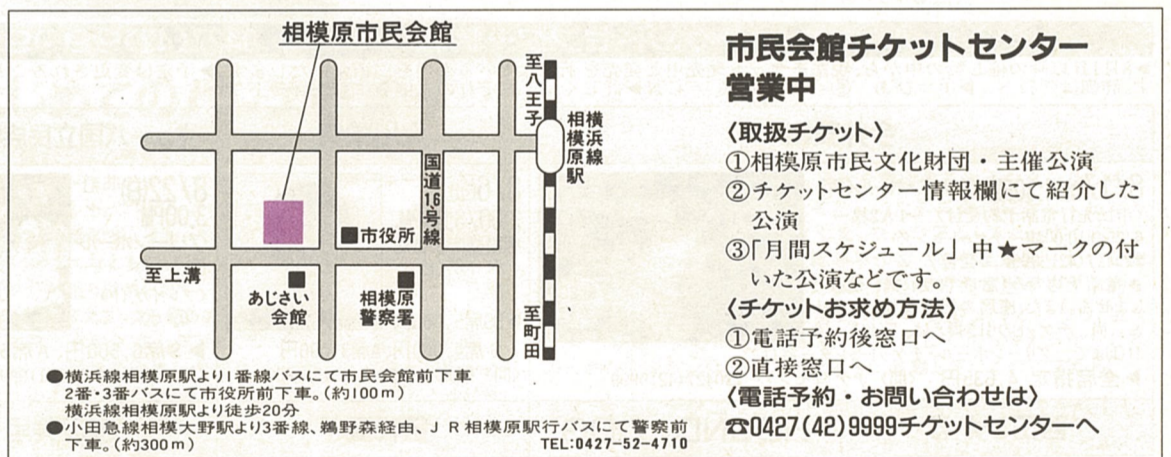 相模原市民会館
至八王子
横浜線
相模原駅
国道16号線
市役所
至上溝
あじさい
会館
相模原
警察署
至町田
●横浜線相模原駅より1番線バスにて市民会館前下車
2番・3番バスにて市役所前下車。(約100m)
横浜線相模原駅より徒歩20分
●小田急線相模大野駅より3番線、鵜野森経由、JR相模原駅行バスにて警察前
下車。(約300m)
TEL:0427-52-4710
市民会館チケットセンター
営業中
〈取扱チケット〉
①相模原市民文化財団・主催公演
②チケットセンター情報欄にて紹介した
公演
③「月間スケジュール」中★マークの付
いた公演などです。
〈チケットお求め方法〉
①電話予約後窓口へ
②直接窓口へ
〈電話予約・お問い合わせは〉
☎0427(42)9999チケットセンターへ